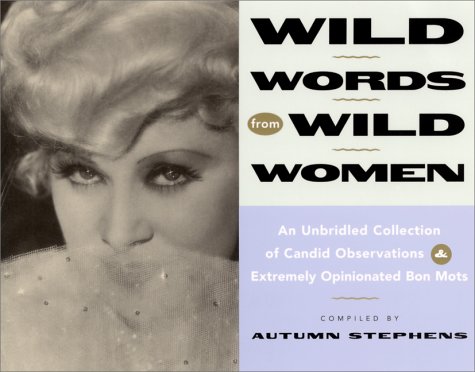 WILD
WORDS
from WILD
WOMEN
An Unbridled Collection
of Candid Observations &
Extremely Opinionated Bon Mots
COMPILED BY
AUTUMN STEPHENS